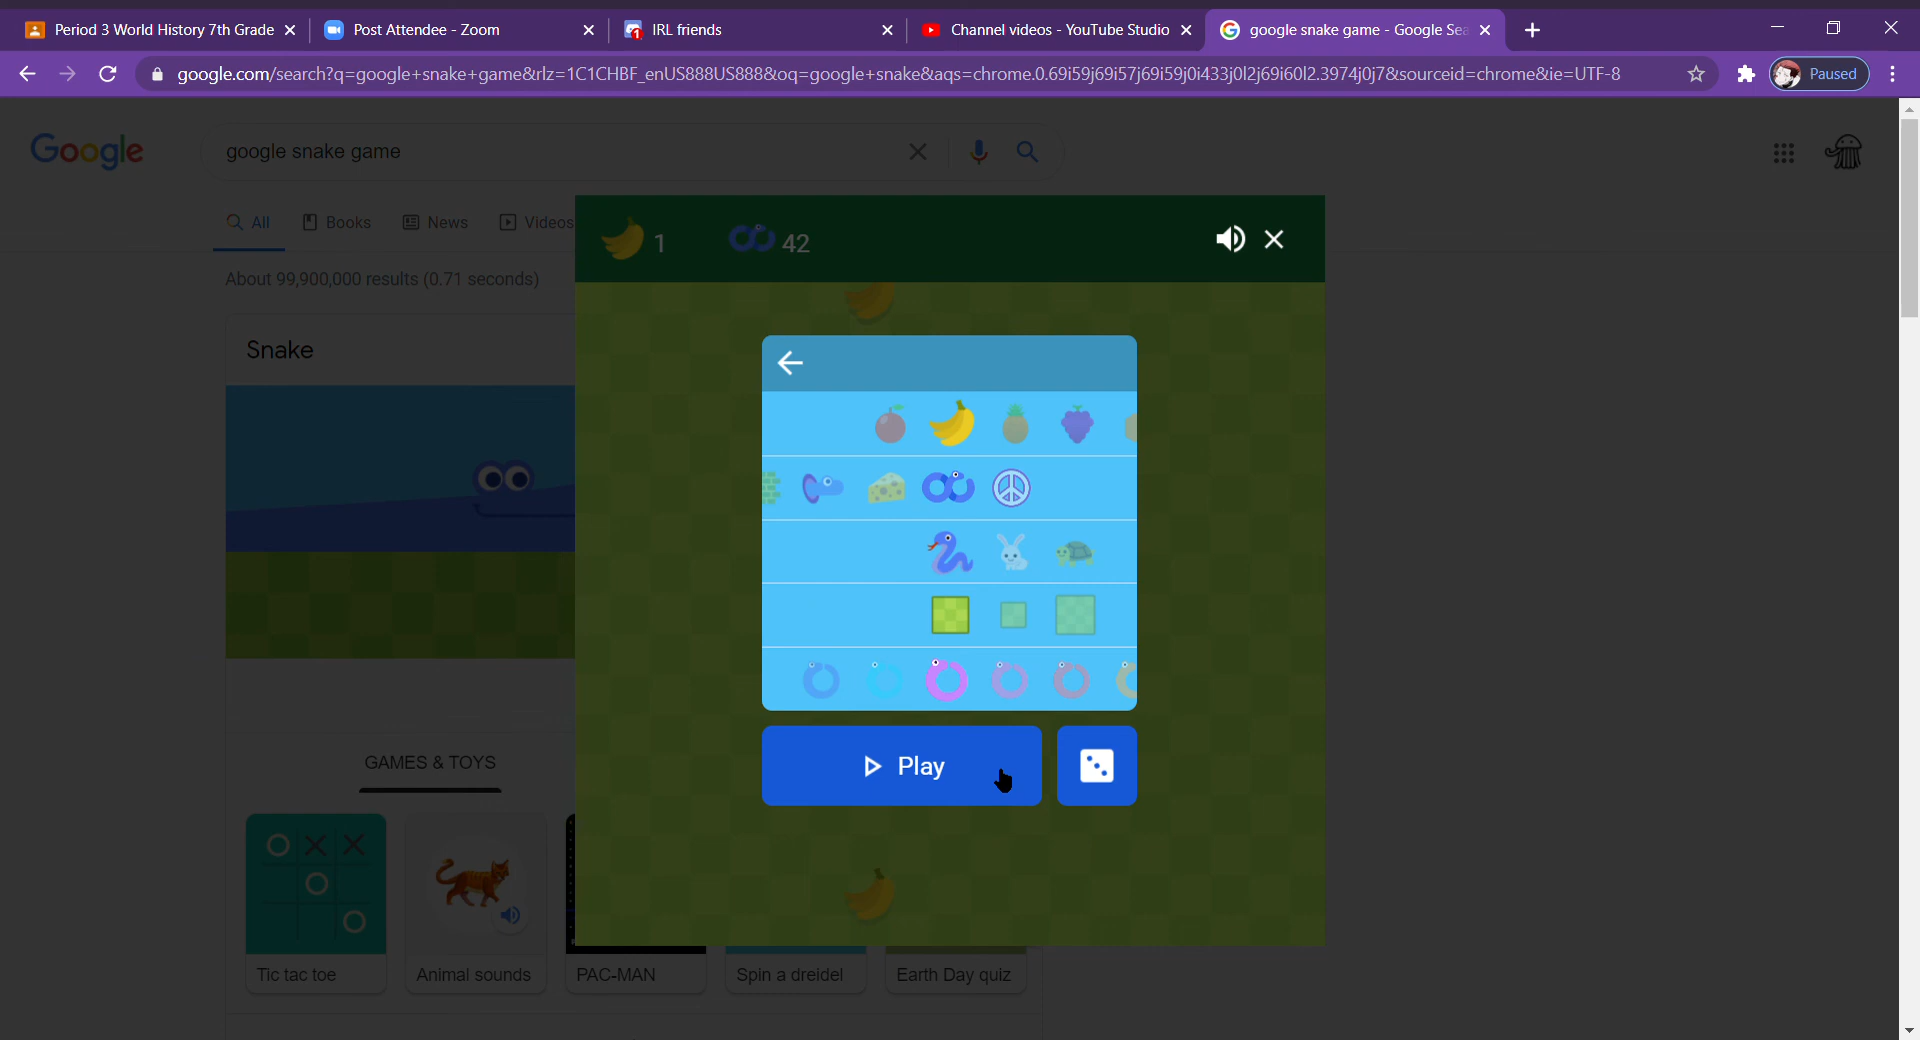 Period 3 World History 7th Grade
Post Attendee - Zoom
1
IRL friends
Channel videos - YouTube Studio
google snake game - Google Sea
google.com/search?q=google+snake+game&rlz=1C1CHBF_enUS888US888&oq=google+snake&aqs=chrome.0.69i59j69i57j69i59j0i433j0l2j69i60l2.3974j0j7&sourceid=chrome&ie=UTF-8
Paused
Google
google snake game
All
Books
News
Videos
About 99,900,000 results (0.71 seconds)
1
42
Snake
Play
GAMES & TOYS
Tic tac toe
Animal sounds
PAC-MAN
Spin a dreidel
Earth Day quiz